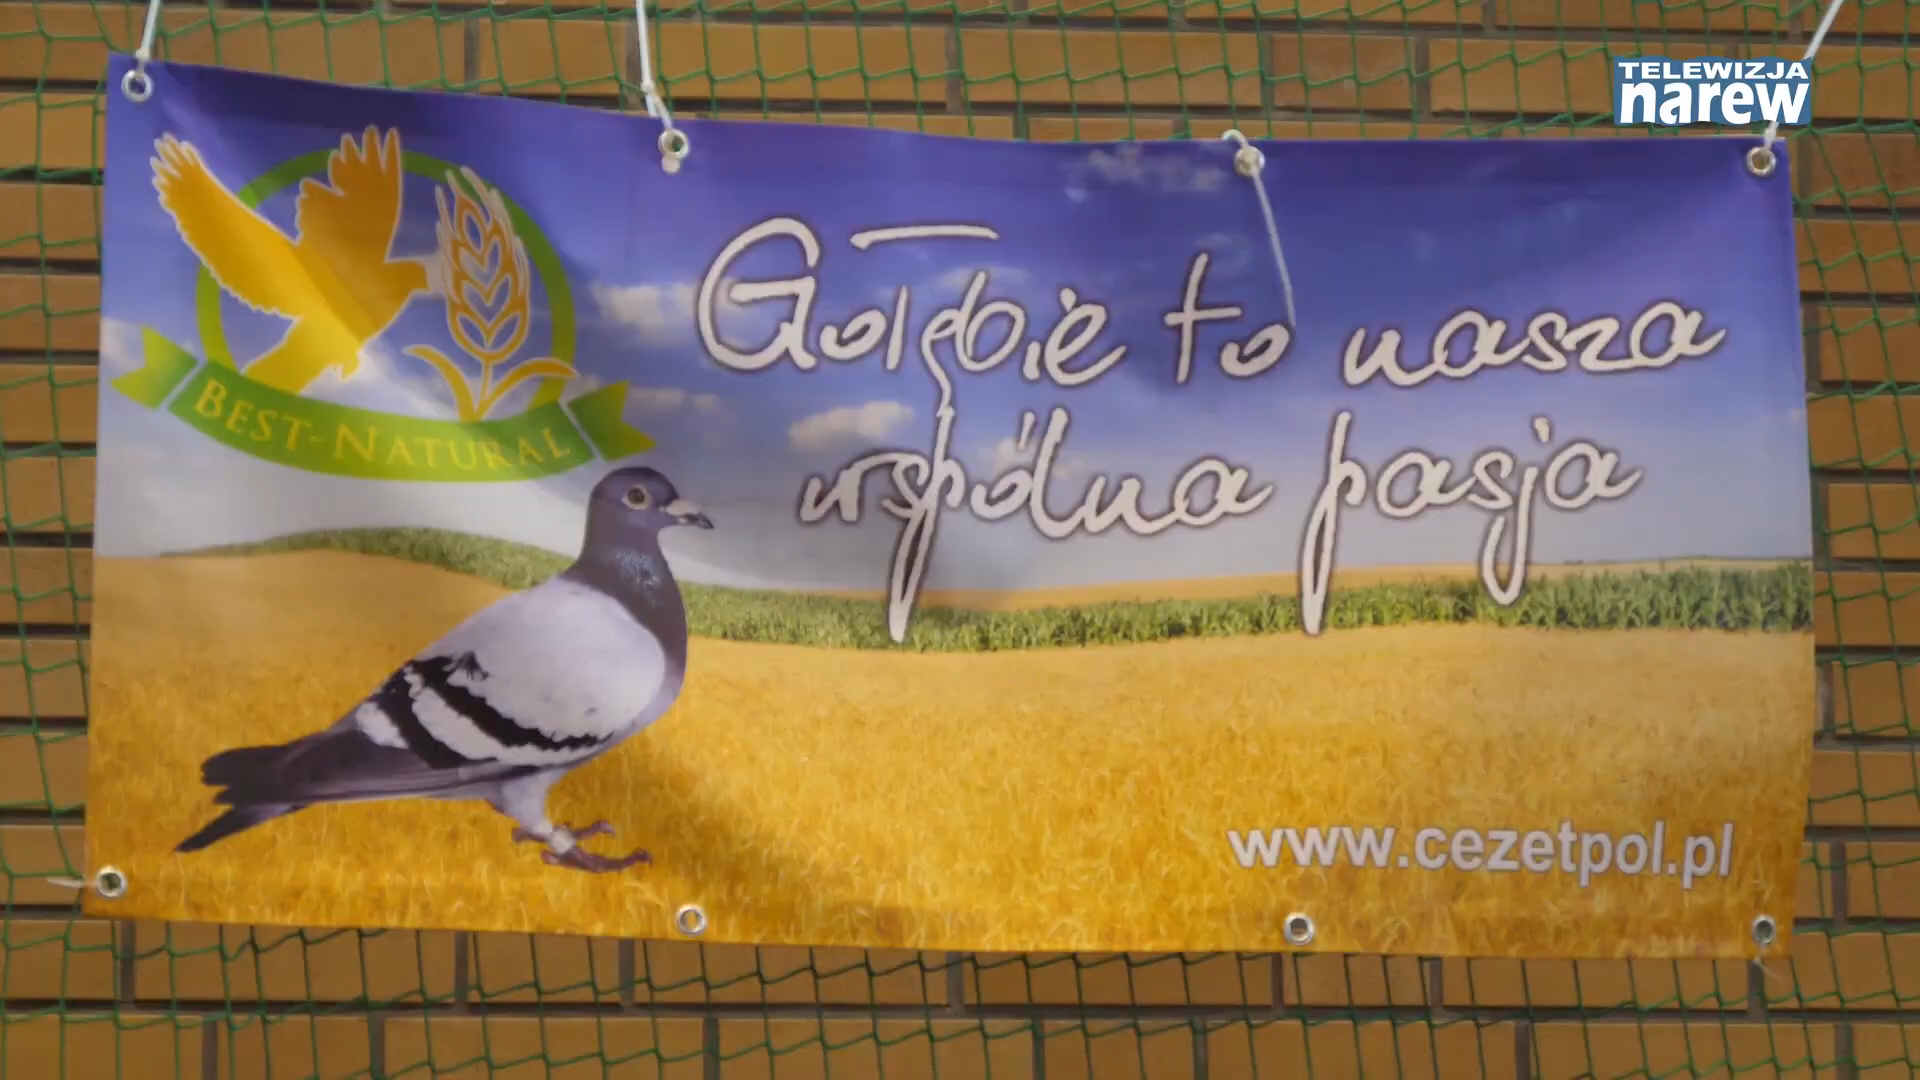 TELEWIZJA
narew
BEST-NATURAL
Gołębie to nasza
wspólna pasja
www.cezetpol.pl